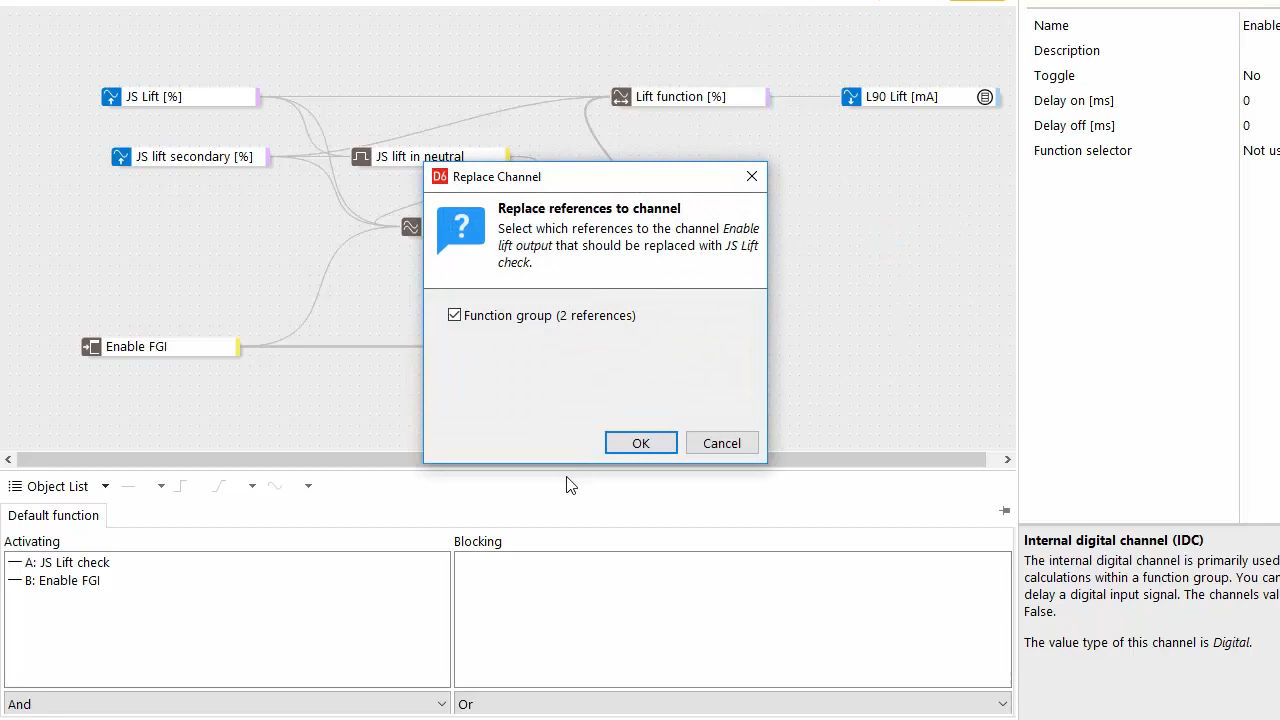 JS Lift [%]
Lift function [%]
L90 Lift [mA]
JS lift secondary [%]
JS lift in neutral
Enable FGI
D6 Replace Channel
Replace references to channel
Select which references to the channel Enable
lift output that should be replaced with JS Lift
check.
Function group (2 references)
OK
Cancel
Object List
Default function
Activating
A: JS Lift check
B: Enable FGI
And
Blocking
Or
Name Enable
Description
Toggle No
Delay on [ms] 0
Delay off [ms] 0
Function selector Not us
Internal digital channel (IDC)
The internal digital channel is primarily used
calculations within a function group. You can
delay a digital input signal. The channels val
False.
The value type of this channel is Digital.